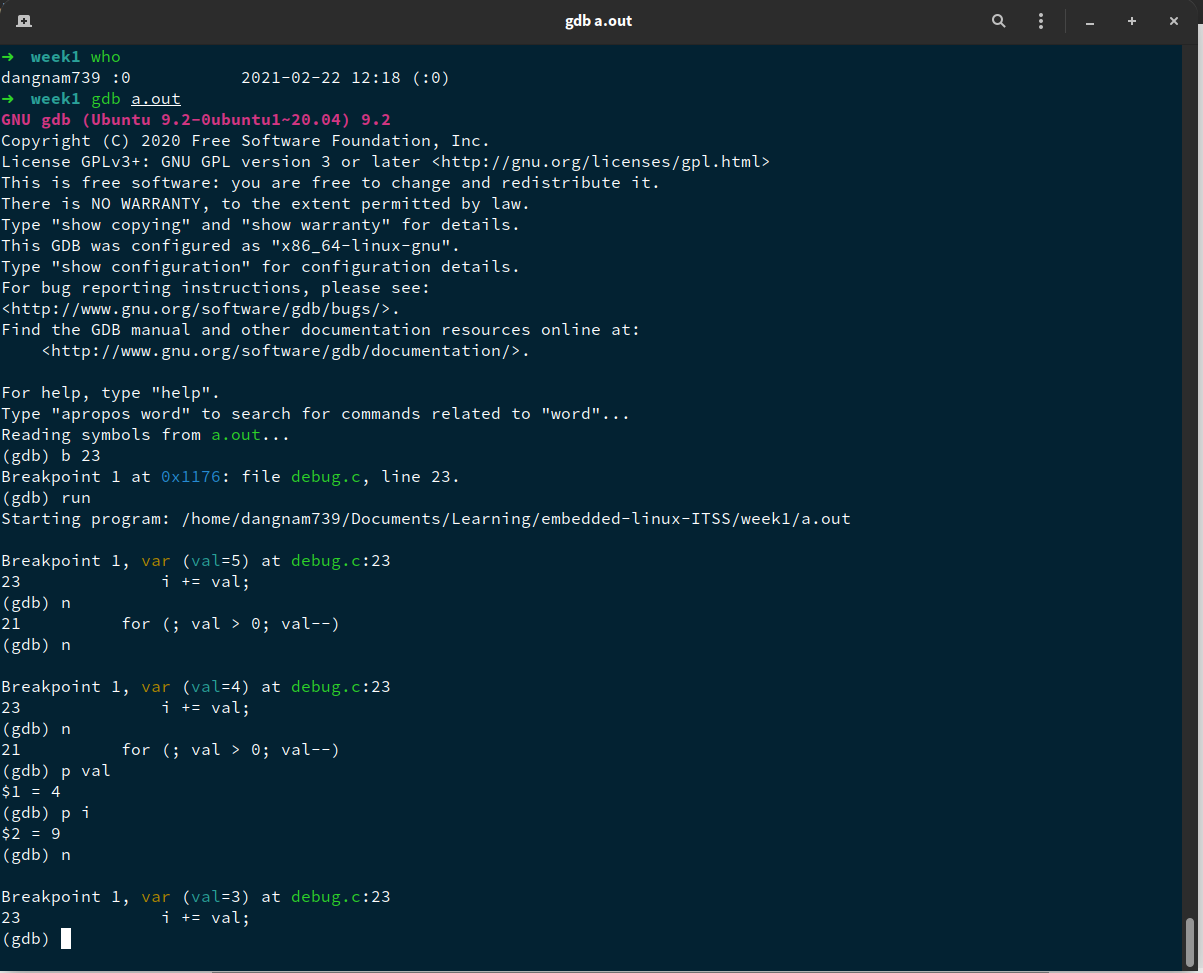 gdb a.out
→ week1 who
dangnam739 :0           2021-02-22 12:18 (:0)
→ week1 gdb a.out
GNU gdb (Ubuntu 9.2-0ubuntu1~20.04) 9.2
Copyright (C) 2020 Free Software Foundation, Inc.
License GPLv3+: GNU GPL version 3 or later <http://gnu.org/licenses/gpl.html>
This is free software: you are free to change and redistribute it.
There is NO WARRANTY, to the extent permitted by law.
Type "show copying" and "show warranty" for details.
This GDB was configured as "x86_64-linux-gnu".
Type "show configuration" for configuration details.
For bug reporting instructions, please see:
<http://www.gnu.org/software/gdb/bugs/>.
Find the GDB manual and other documentation resources online at:
    <http://www.gnu.org/software/gdb/documentation/>.

For help, type "help".
Type "apropos word" to search for commands related to "word"...
Reading symbols from a.out...
(gdb) b 23
Breakpoint 1 at 0x1176: file debug.c, line 23.
(gdb) run
Starting program: /home/dangnam739/Documents/Learning/embedded-linux-ITSS/week1/a.out

Breakpoint 1, var (val=5) at debug.c:23
23              i += val;
(gdb) n
21          for (; val > 0; val--)
(gdb) n

Breakpoint 1, var (val=4) at debug.c:23
23              i += val;
(gdb) n
21          for (; val > 0; val--)
(gdb) p val
$1 = 4
(gdb) p i
$2 = 9
(gdb) n

Breakpoint 1, var (val=3) at debug.c:23
23              i += val;
(gdb)